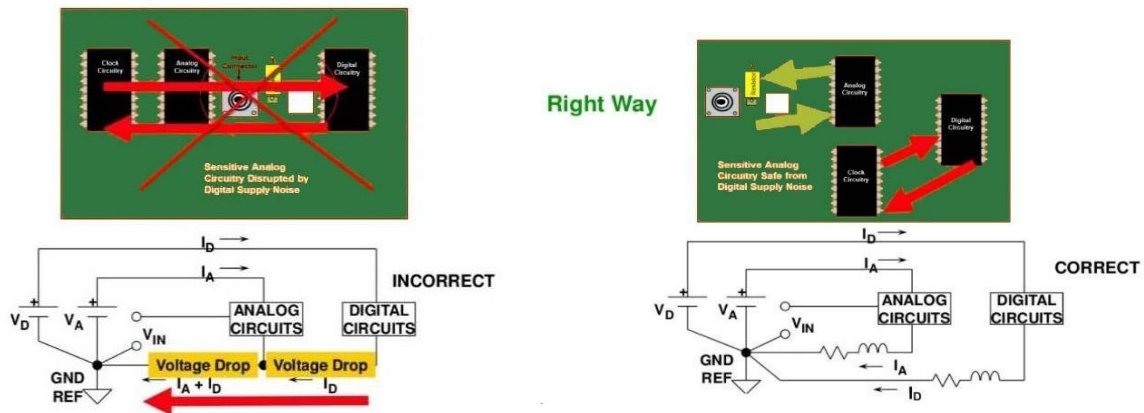 Clock
Circuitry
Analog
Circuitry
Input
Connector
Digital
Circuitry
Sensitive Analog
Circuitry Disrupted by
Digital Supply Noise
Right Way
Resistor
Analog
Circuitry
Digital
Circuitry
Clock
Circuitry
Sensitive Analog
Circuitry Safe from
Digital Supply Noise
I_D
I_A
INCORRECT
+
+
V_D
V_A
V_IN
ANALOG
CIRCUITS
DIGITAL
CIRCUITS
Voltage Drop
Voltage Drop
GND
REF
I_A + I_D
I_D
I_D
I_A
CORRECT
+
+
V_D
V_A
V_IN
ANALOG
CIRCUITS
DIGITAL
CIRCUITS
GND
REF
I_A
I_D